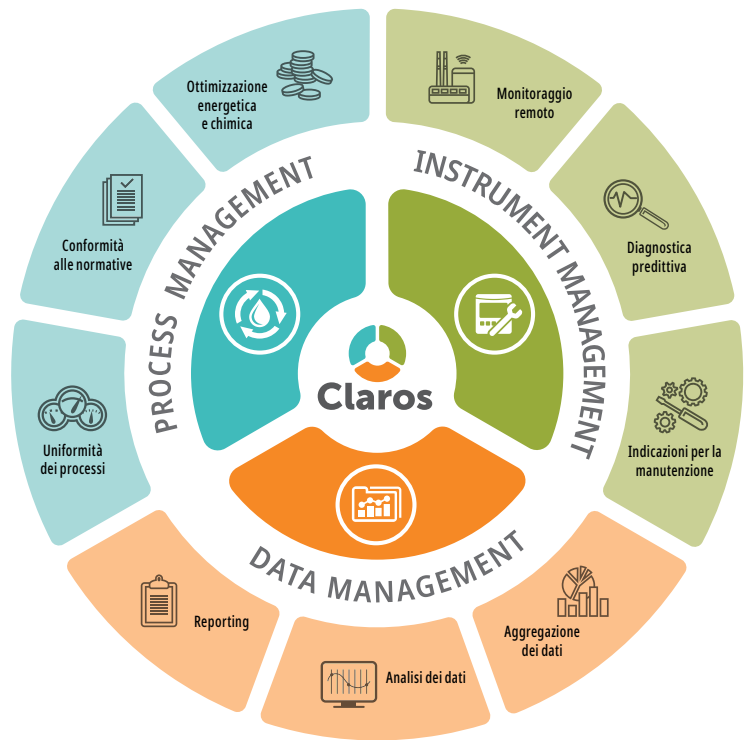 Ottimizzazione
energetica
e chimica
Monitoraggio
remoto
Conformità
alle normative
Diagnostica
predittiva
Uniformità
dei processi
Indicazioni per la
manutenzione
PROCESS MANAGEMENT
INSTRUMENT MANAGEMENT
Claros
DATA MANAGEMENT
Reporting
Analisi dei dati
Aggregazione
dei dati